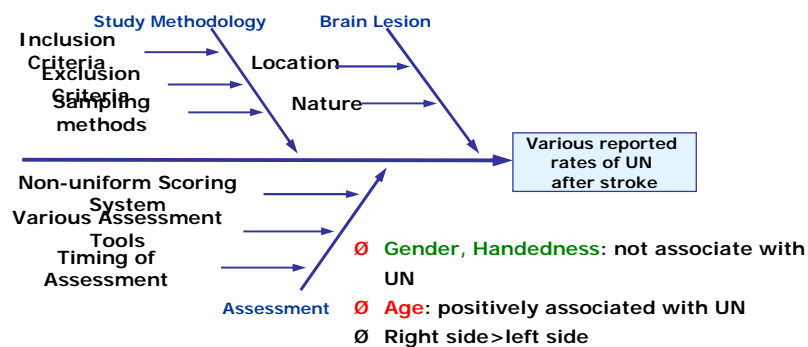 Study Methodology
Brain Lesion
Inclusion
Criteria
Exclusion
Criteria
Sampling
methods
Location
Nature
Various reported
rates of UN
after stroke
Non-uniform Scoring
System
Various Assessment
Tools
Timing of
Assessment
Assessment
Ø Gender, Handedness: not associate with
UN
Ø Age: positively associated with UN
Ø Right side>left side